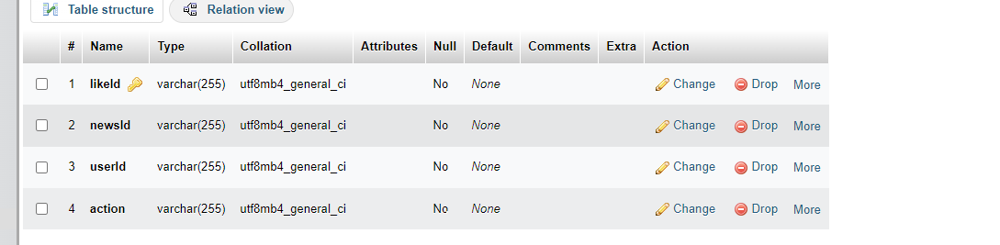 Table structure Relation view
# Name Type Collation Attributes Null Default Comments Extra Action
1 likeId varchar(255) utf8mb4_general_ci No None Change Drop More
2 newsId varchar(255) utf8mb4_general_ci No None Change Drop More
3 userId varchar(255) utf8mb4_general_ci No None Change Drop More
4 action varchar(255) utf8mb4_general_ci No None Change Drop More